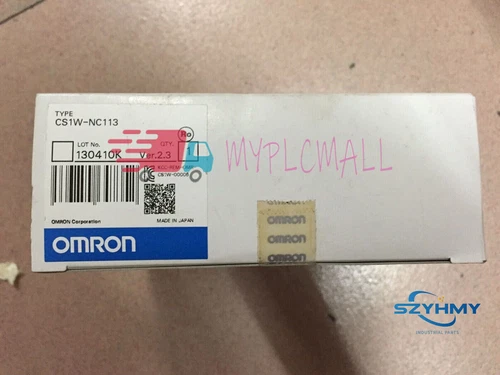 TYPE
CS1W-NC113
LOT No.
QTY.
130410K
Ver.2.3
1
OMRON Corporation
MADE IN JAPAN
OMRON
MYPLCMALL
OMRON
OMRON
OMRON
SZYHMY
INDUSTRIAL PARTS